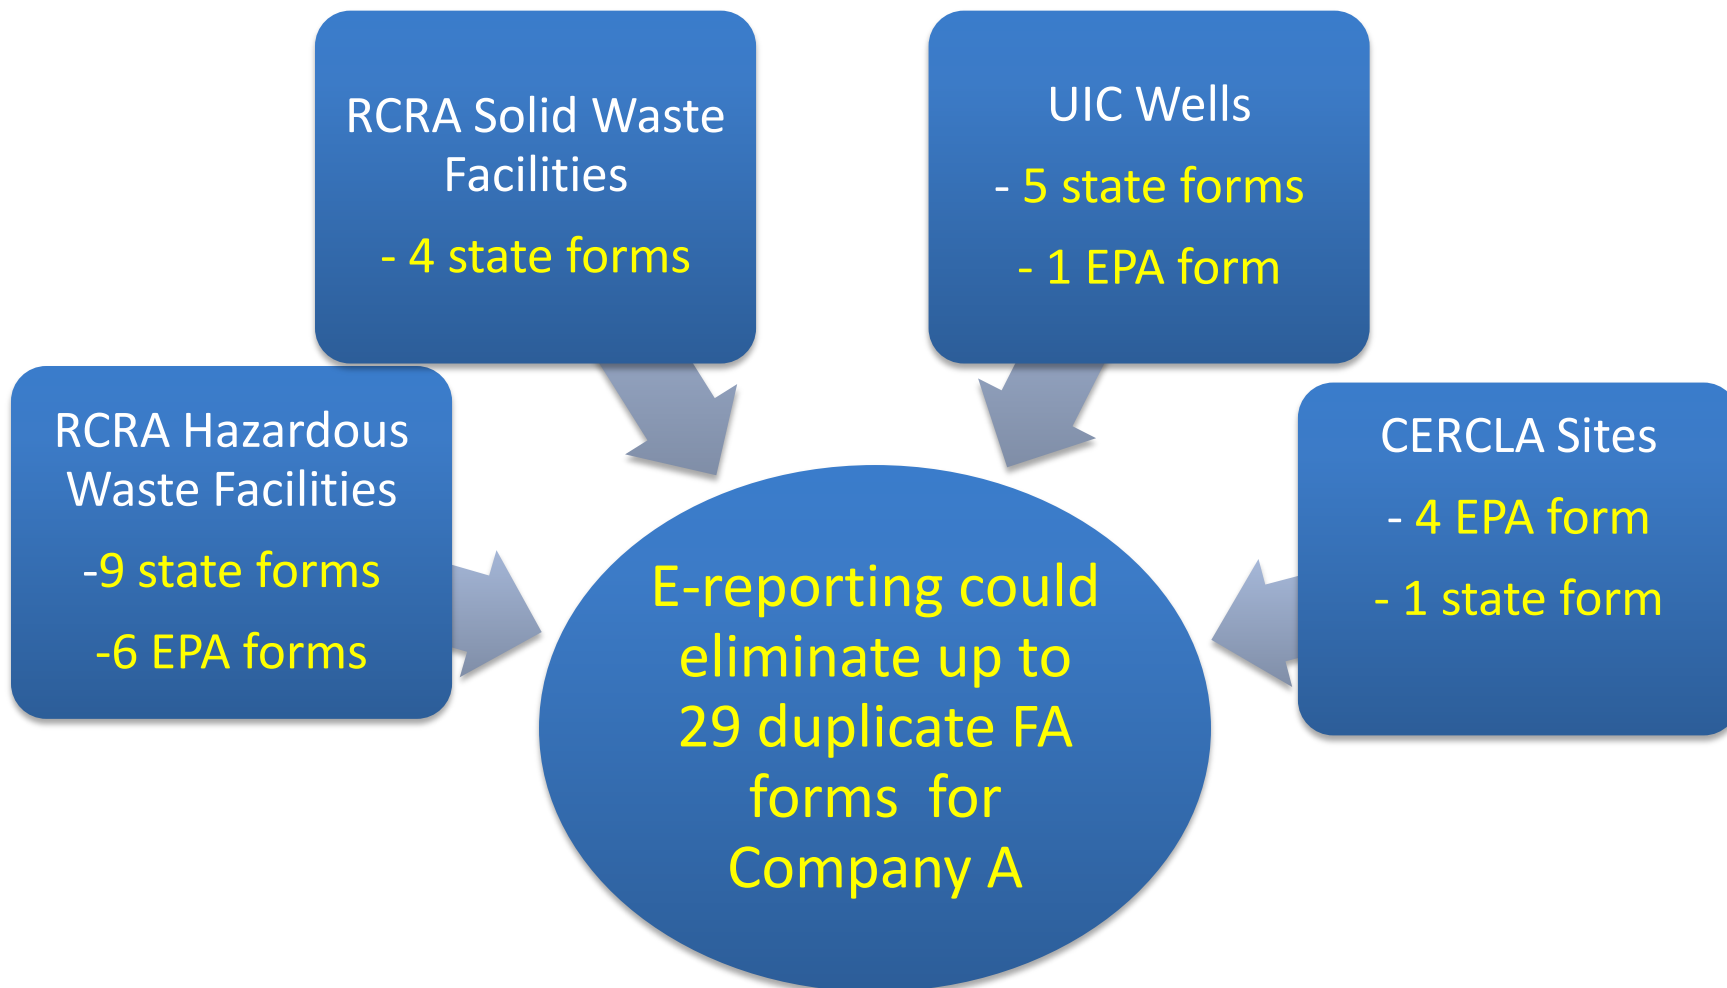 RCRA Solid Waste
Facilities
- 4 state forms
UIC Wells
- 5 state forms
- 1 EPA form
RCRA Hazardous
Waste Facilities
-9 state forms
-6 EPA forms
CERCLA Sites
- 4 EPA form
- 1 state form
E-reporting could
eliminate up to
29 duplicate FA
forms  for
Company A